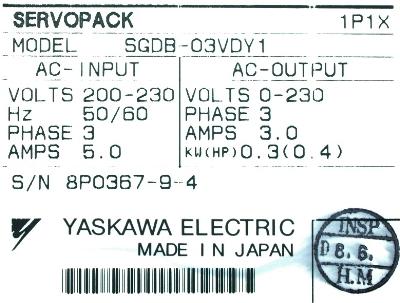 SERVOPACK 1P1X
MODEL SGDB-03VDY1
AC-INPUT AC-OUTPUT
VOLTS 200-230 VOLTS 0-230
Hz 50/60 PHASE 3
PHASE 3 AMPS 3.0
AMPS 5.0 KW(HP) 0.3(0.4)
S/N 8P0367-9-4
YASKAWA ELECTRIC
MADE IN JAPAN
INSP
D 8.6.
H.M